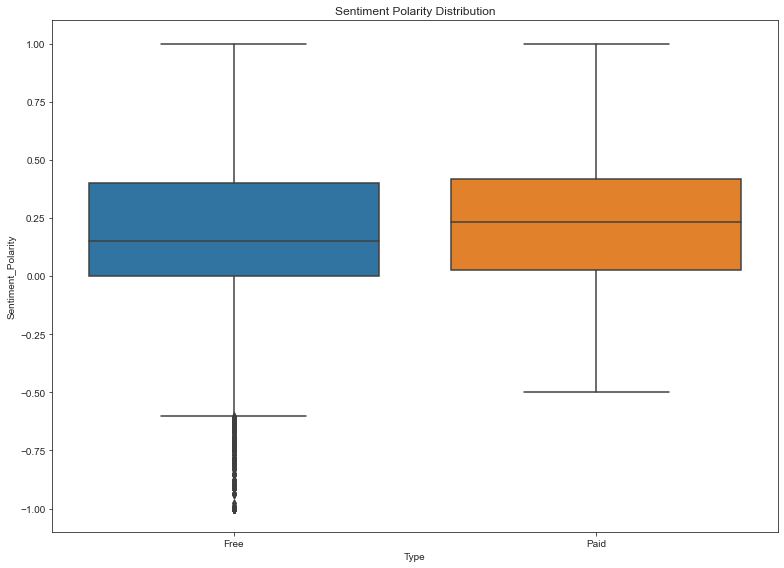 Sentiment Polarity Distribution
1.00
0.75
0.50
0.25
0.00
−0.25
−0.50
−0.75
−1.00
Sentiment_Polarity
Free
Paid
Type